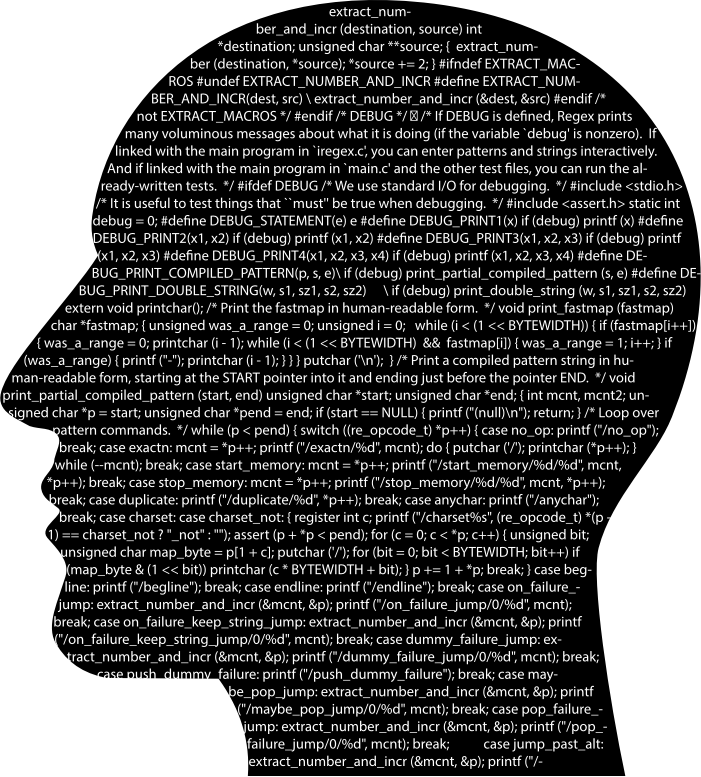 extract_num-
ber_and_incr (destination, source) int
*destination; unsigned char **source; { extract_num-
ber (destination, *source); *source += 2; } #ifndef EXTRACT_MAC-
ROS #undef EXTRACT_NUMBER_AND_INCR #define EXTRACT_NUM-
BER_AND_INCR(dest, src) \ extract_number_and_incr (&dest, &src) #endif /*
not EXTRACT_MACROS */ #endif /* DEBUG */ /* If DEBUG is defined, Regex prints
many voluminous messages about what it is doing (if the variable `debug' is nonzero). If
linked with the main program in `iregex.c', you can enter patterns and strings interactively.
And if linked with the main program in `main.c' and the other test files, you can run the al-
ready-written tests. */ #ifdef DEBUG /* We use standard I/O for debugging. */ #include <stdio.h>
/* It is useful to test things that ``must'' be true when debugging. */ #include <assert.h> static int
debug = 0; #define DEBUG_STATEMENT(e) e #define DEBUG_PRINT1(x) if (debug) printf (x) #define
DEBUG_PRINT2(x1, x2) if (debug) printf (x1, x2) #define DEBUG_PRINT3(x1, x2, x3) if (debug) printf
(x1, x2, x3) #define DEBUG_PRINT4(x1, x2, x3, x4) if (debug) printf (x1, x2, x3, x4) #define DE-
BUG_PRINT_COMPILED_PATTERN(p, s, e)\ if (debug) print_partial_compiled_pattern (s, e) #define DE-
BUG_PRINT_DOUBLE_STRING(w, s1, sz1, s2, sz2) \ if (debug) print_double_string (w, s1, sz1, s2, sz2)
extern void printchar(); /* Print the fastmap in human-readable form. */ void print_fastmap (fastmap)
char *fastmap; { unsigned was_a_range = 0; unsigned i = 0; while (i < (1 << BYTEWIDTH)) { if (fastmap[i++])
{ was_a_range = 0; printchar (i - 1); while (i < (1 << BYTEWIDTH) && fastmap[i]) { was_a_range = 1; i++; } if
(was_a_range) { printf ("-"); printchar (i - 1); } } } putchar ('\n'); } /* Print a compiled pattern string in hu-
man-readable form, starting at the START pointer into it and ending just before the pointer END. */ void
print_partial_compiled_pattern (start, end) unsigned char *start; unsigned char *end; { int mcnt, mcnt2; un-
signed char *p = start; unsigned char *pend = end; if (start == NULL) { printf ("(null)\n"); return; } /* Loop over
pattern commands. */ while (p < pend) { switch ((re_opcode_t) *p++) { case no_op: printf ("/no_op");
break; case exactn: mcnt = *p++; printf ("/exactn/%d", mcnt); do { putchar ('/'); printchar (*p++); }
while (--mcnt); break; case start_memory: mcnt = *p++; printf ("/start_memory/%d/%d", mcnt,
*p++); break; case stop_memory: mcnt = *p++; printf ("/stop_memory/%d/%d", mcnt, *p++);
break; case duplicate: printf ("/duplicate/%d", *p++); break; case anychar: printf ("/anychar");
break; case charset: case charset_not: { register int c; printf ("/charset%s", (re_opcode_t) *(p -
1) == charset_not ? "_not" : ""); assert (p + *p < pend); for (c = 0; c < *p; c++) { unsigned bit;
unsigned char map_byte = p[1 + c]; putchar ('/'); for (bit = 0; bit < BYTEWIDTH; bit++) if
(map_byte & (1 << bit)) printchar (c * BYTEWIDTH + bit); } p += 1 + *p; break; } case beg-
line: printf ("/begline"); break; case endline: printf ("/endline"); break; case on_failure_-
jump: extract_number_and_incr (&mcnt, &p); printf ("/on_failure_jump/0/%d", mcnt);
break; case on_failure_keep_string_jump: extract_number_and_incr (&mcnt, &p); printf
("/on_failure_keep_string_jump/0/%d", mcnt); break; case dummy_failure_jump: ex-
tract_number_and_incr (&mcnt, &p); printf ("/dummy_failure_jump/0/%d", mcnt); break;
case push_dummy_failure: printf ("/push_dummy_failure"); break; case may-
be_pop_jump: extract_number_and_incr (&mcnt, &p); printf
("/maybe_pop_jump/0/%d", mcnt); break; case pop_failure_-
jump: extract_number_and_incr (&mcnt, &p); printf ("/pop_-
failure_jump/0/%d", mcnt); break; case jump_past_alt:
extract_number_and_incr (&mcnt, &p); printf ("/-